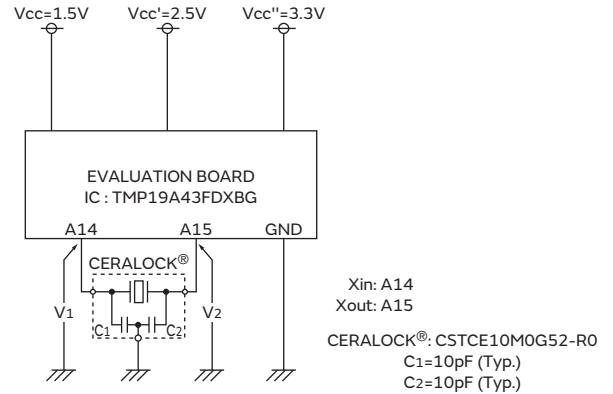 Vcc=1.5V Vcc'=2.5V Vcc''=3.3V
EVALUATION BOARD
IC : TMP19A43FDXBG
A14 A15 GND
CERALOCK®
V1 C1 C2 V2
Xin: A14
Xout: A15
CERALOCK®: CSTCE10M0G52-R0
C1=10pF (Typ.)
C2=10pF (Typ.)